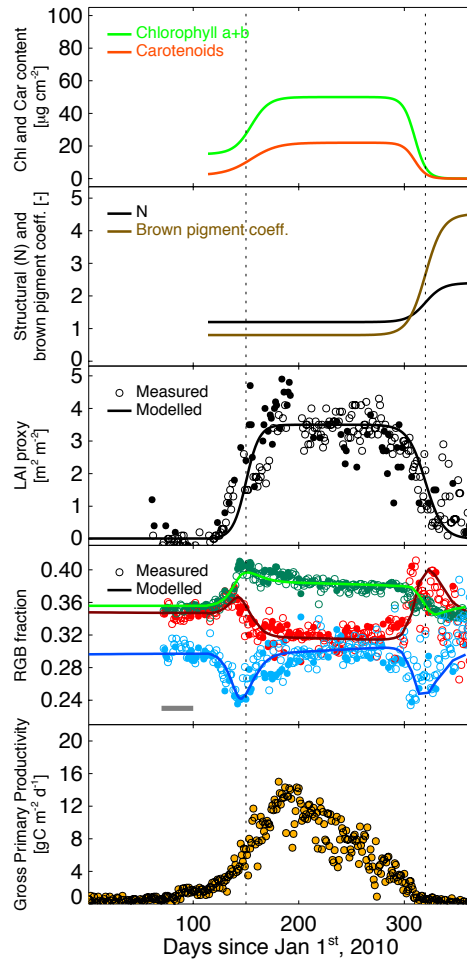 100
80
60
40
20
0
Chl and Car content
[μg cm-2]
Chlorophyll a+b
Carotenoids
5
4
3
2
1
0
Structural (N) and
brown pigment coeff. [-]
N
Brown pigment coeff.
5
4
3
2
1
0
LAI proxy
[m2 m-2]
Measured
Modelled
0.40
0.36
0.32
0.28
0.24
RGB fraction
Measured
Modelled
20
16
12
8
4
0
Gross Primary Productivity
[gC m-2 d-1]
100
200
300
Days since Jan 1st, 2010